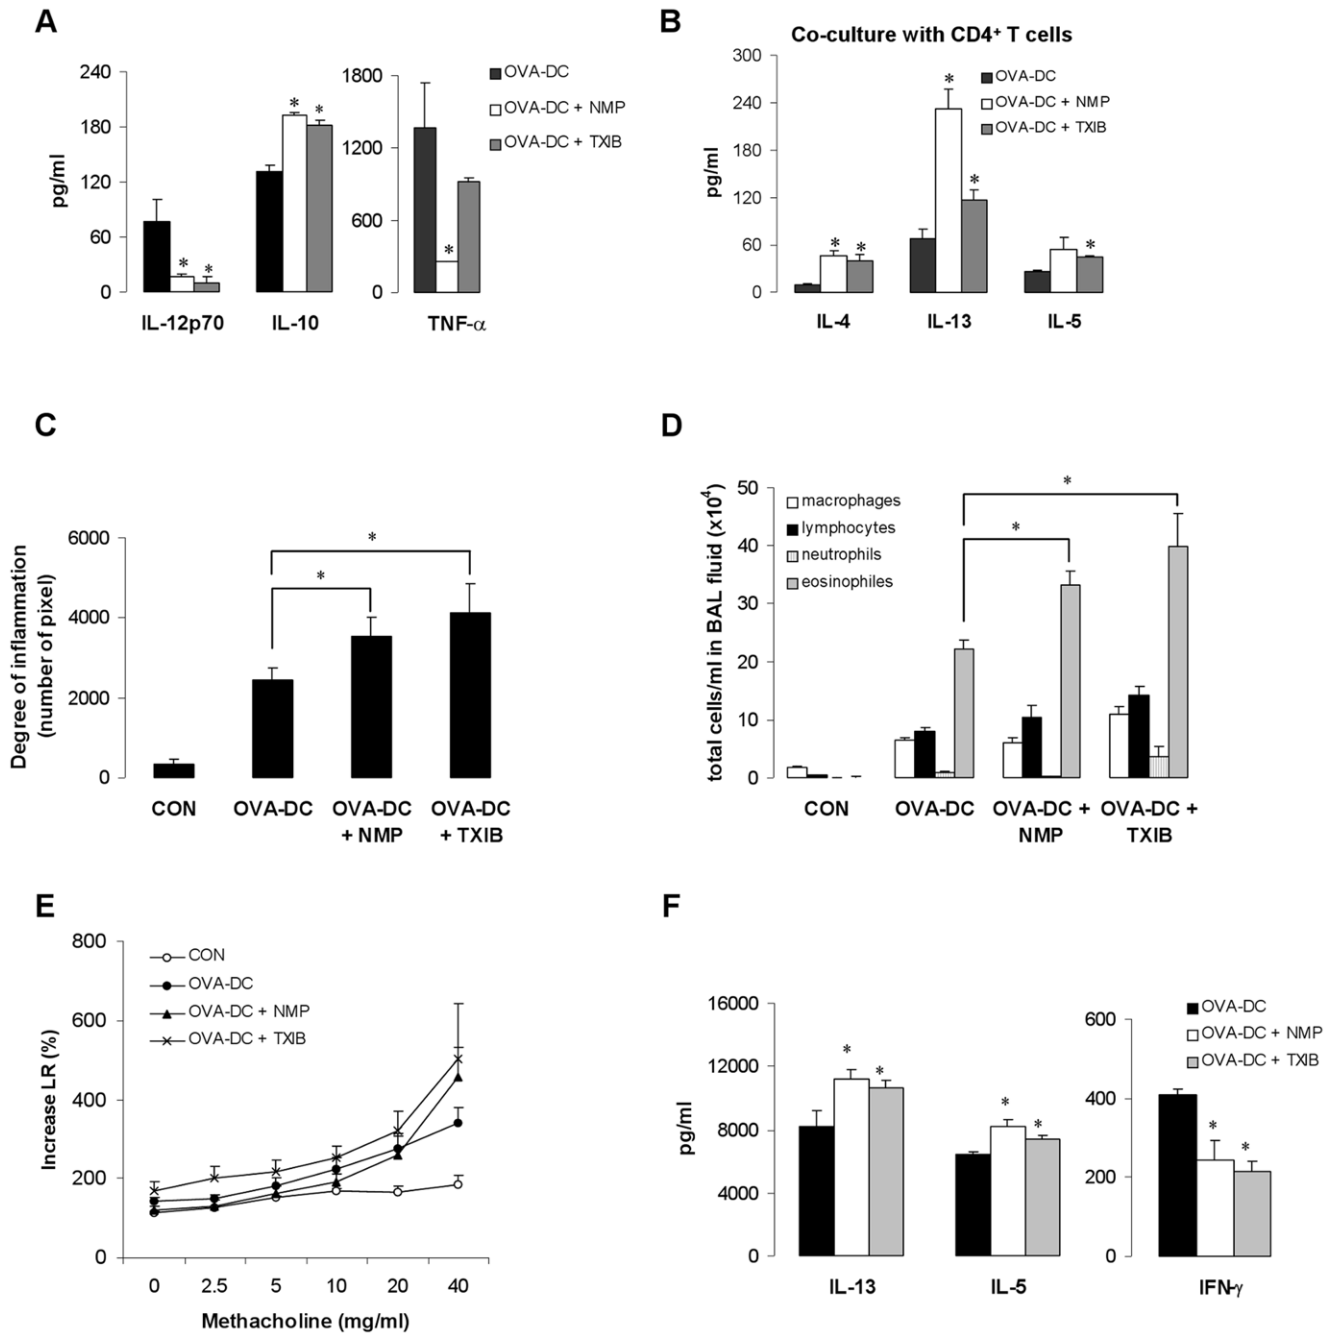 A
240
180
120
60
0
pg/ml
* *
* *
IL-12p70
IL-10
1800
1200
600
0
*
TNF-α
OVA-DC
OVA-DC + NMP
OVA-DC + TXIB
B
Co-culture with CD4⁺ T cells
300
240
180
120
60
0
pg/ml
OVA-DC
OVA-DC + NMP
OVA-DC + TXIB
* *
* *
*
IL-4
IL-13
IL-5
C
6000
4000
2000
0
Degree of inflamation
(number of pixel)
*
*
CON
OVA-DC
OVA-DC
+ NMP
OVA-DC
+ TXIB
D
50
40
30
20
10
0
total cells/ml in BAL fluid (x10⁴)
macrophages
lymphocytes
neutrophils
eosinophiles
*
*
CON
OVA-DC
OVA-DC +
NMP
OVA-DC +
TXIB
E
800
600
400
200
0
Increase LR (%)
CON
OVA-DC
OVA-DC + NMP
OVA-DC + TXIB
0 2.5 5 10 20 40
Methacholine (mg/ml)
F
16000
12000
8000
4000
0
pg/ml
* *
* *
IL-13
IL-5
600
400
200
0
* *
IFN-γ
OVA-DC
OVA-DC + NMP
OVA-DC + TXIB